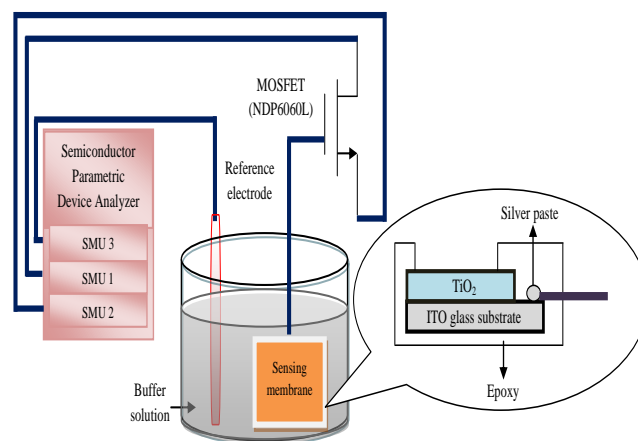 MOSFET
(NDP6060L)
Semiconductor
Parametric
Device Analyzer
Reference
electrode
SMU 3
SMU 1
SMU 2
Silver paste
TiO₂
ITO glass substrate
Sensing
membrane
Buffer
solution
Epoxy